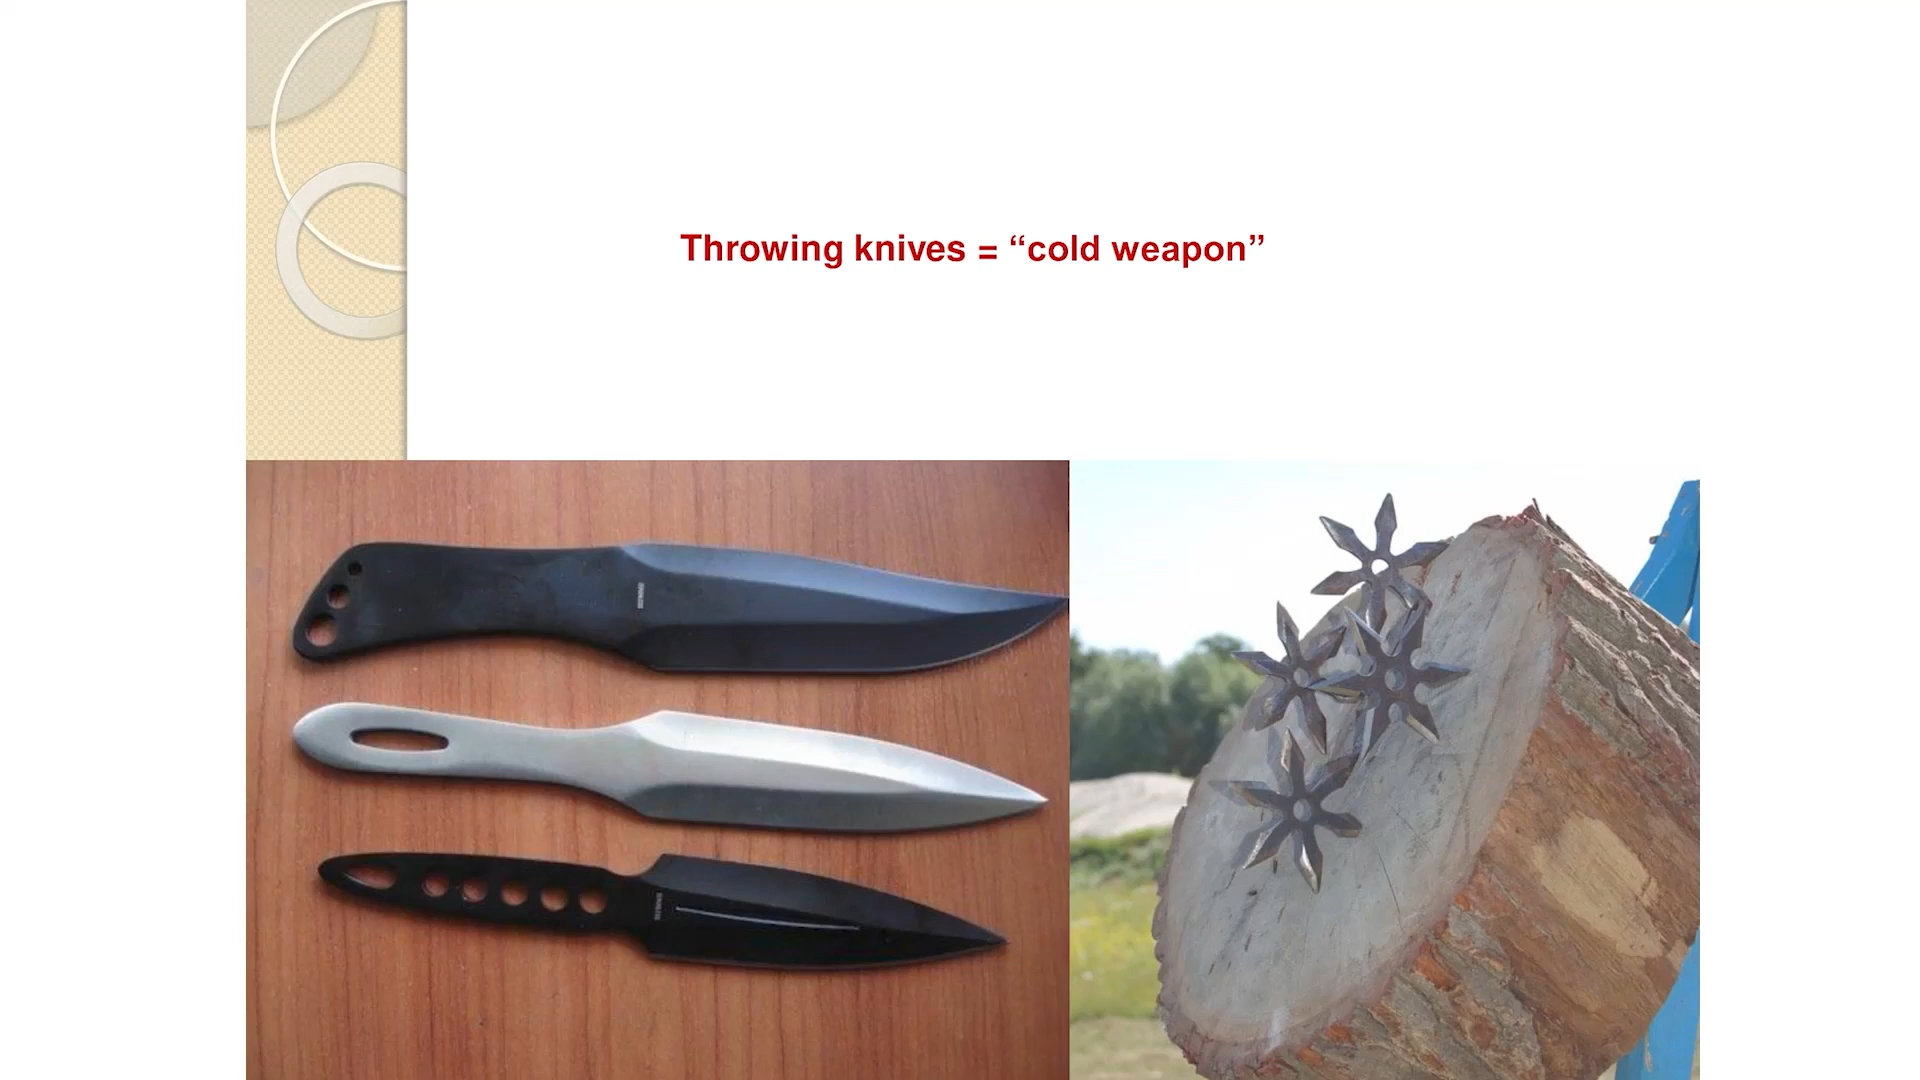 Throwing knives = “cold weapon”